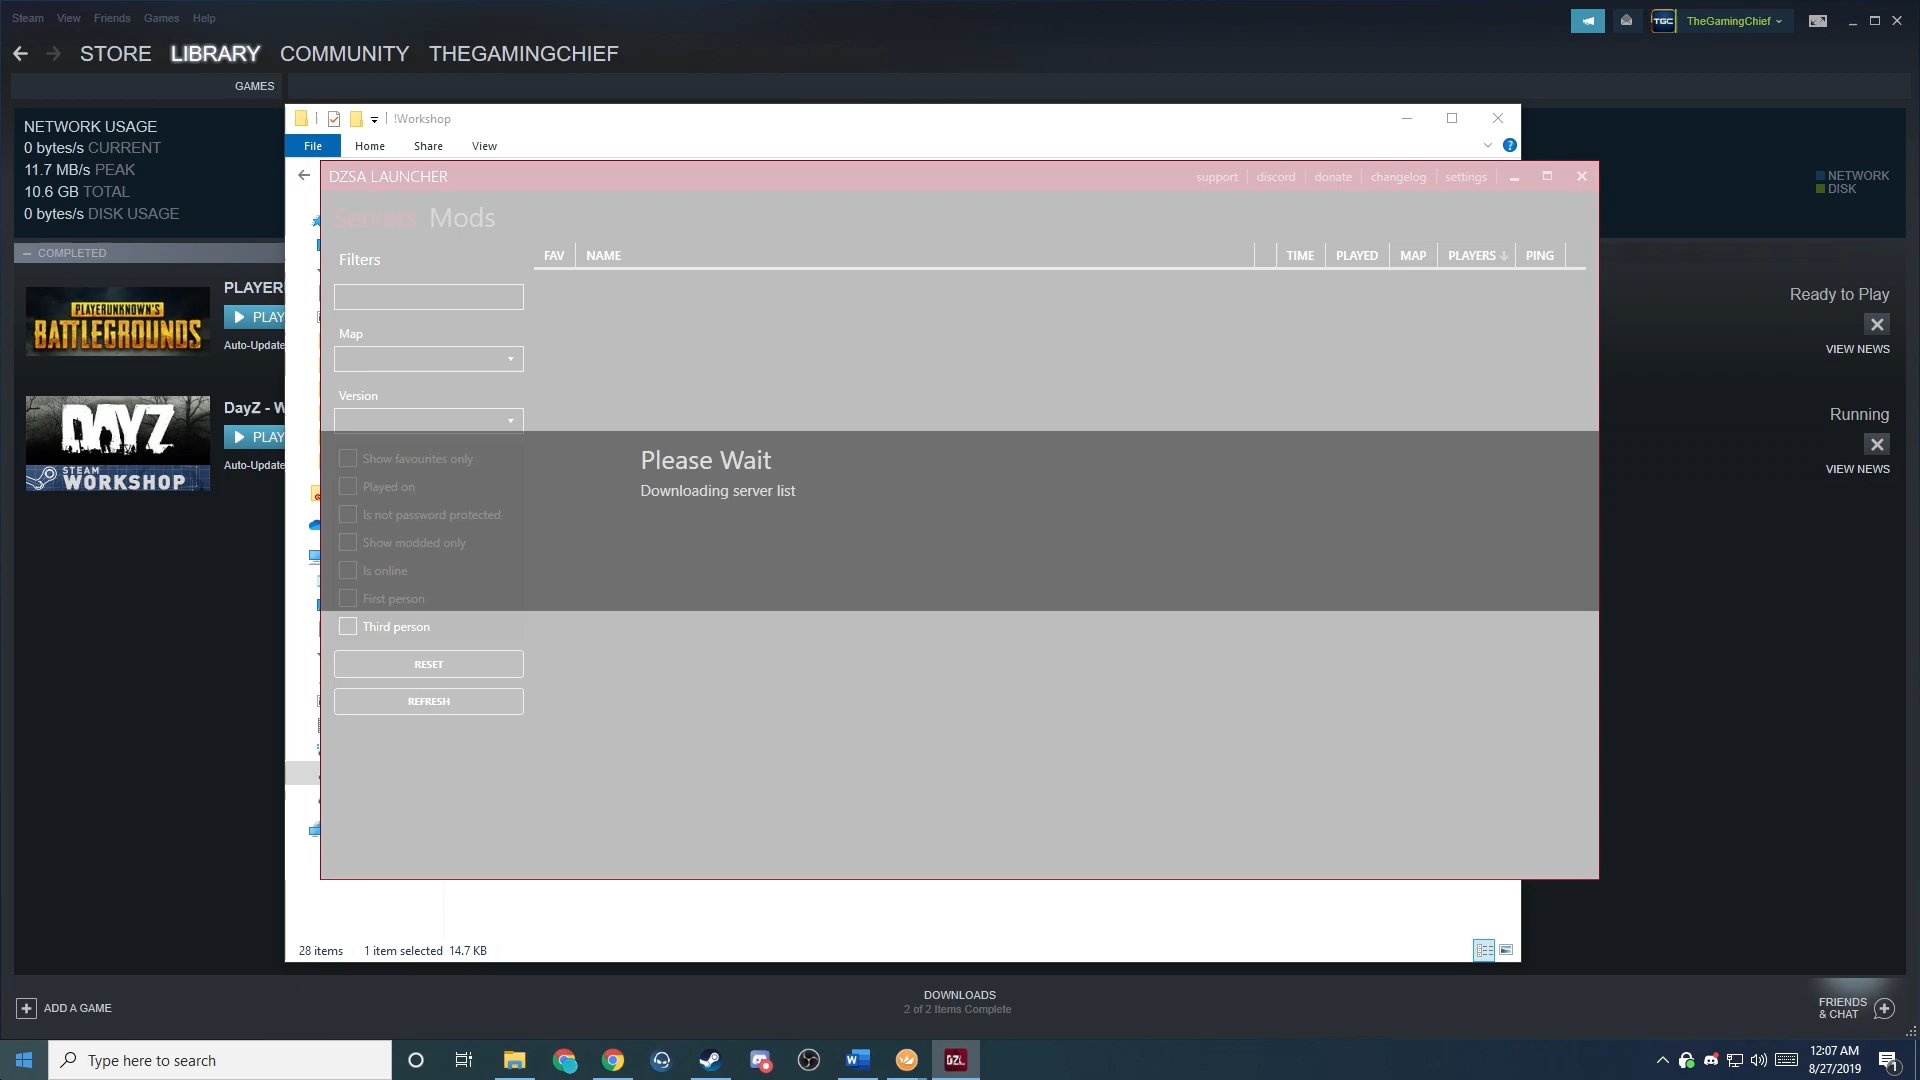 Steam View Friends Games Help
TGC TheGamingChief
STORE LIBRARY COMMUNITY THEGAMINGCHIEF
GAMES
NETWORK USAGE
0 bytes/s CURRENT
11.7 MB/s PEAK
10.6 GB TOTAL
0 bytes/s DISK USAGE
NETWORK
DISK
COMPLETED
PLAYERUNKNOWN'S
BATTLEGROUNDS
PLAYER
PLAY
Auto-Update
Ready to Play
VIEW NEWS
DAYZ
STEAM
WORKSHOP
DayZ - W
PLAY
Auto-Update
Running
VIEW NEWS
!Workshop
File Home Share View
DZSA LAUNCHER
support discord donate changelog settings
Servers Mods
Filters
FAV NAME TIME PLAYED MAP PLAYERS PING
Map
Version
Show favourites only
Played on
Is not password protected
Show modded only
Is online
First person
Third person
RESET
REFRESH
Please Wait
Downloading server list
28 items 1 item selected 14.7 KB
ADD A GAME
DOWNLOADS
2 of 2 Items Complete
FRIENDS
& CHAT
Type here to search
W
DZL
12:07 AM
8/27/2019
1